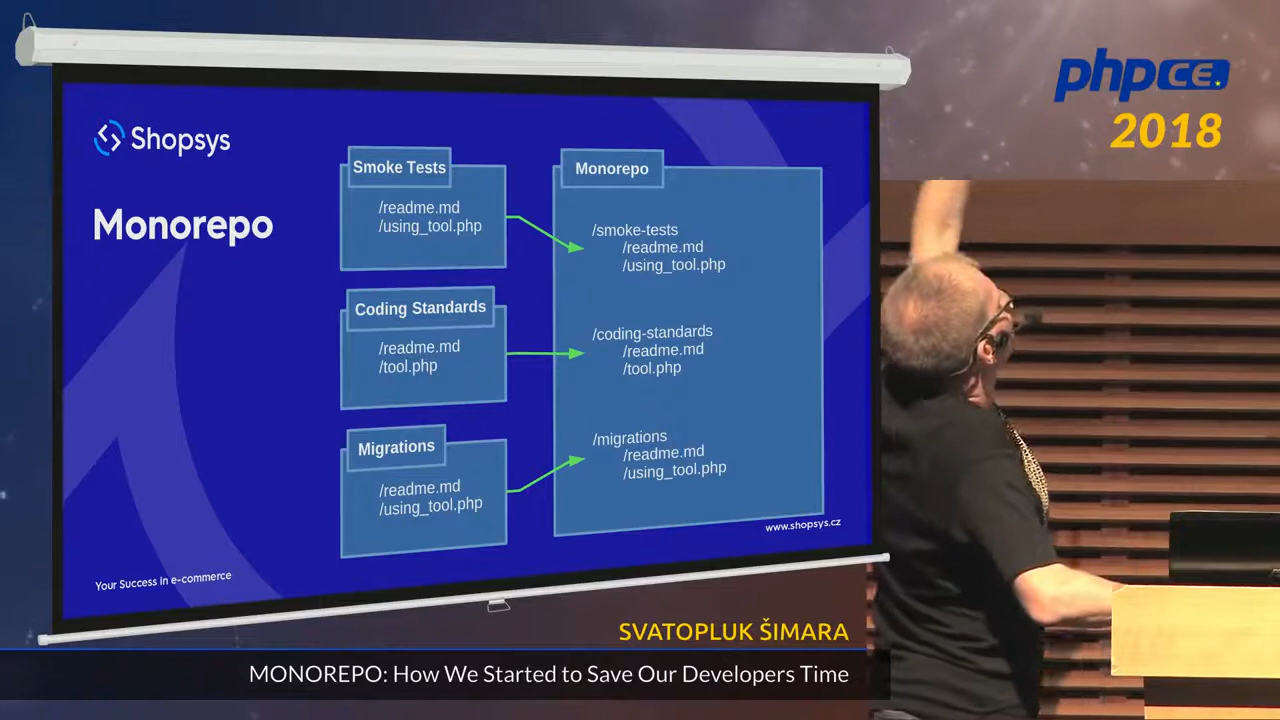 Shopsys
Monorepo
Smoke Tests
/readme.md
/using_tool.php
Coding Standards
/readme.md
/tool.php
Migrations
/readme.md
/using_tool.php
Monorepo
/smoke-tests
/readme.md
/using_tool.php
/coding-standards
/readme.md
/tool.php
/migrations
/readme.md
/using_tool.php
www.shopsys.cz
Your Success in e-commerce
phpCE.
2018
SVATOPLUK ŠIMARA
MONOREPO: How We Started to Save Our Developers Time